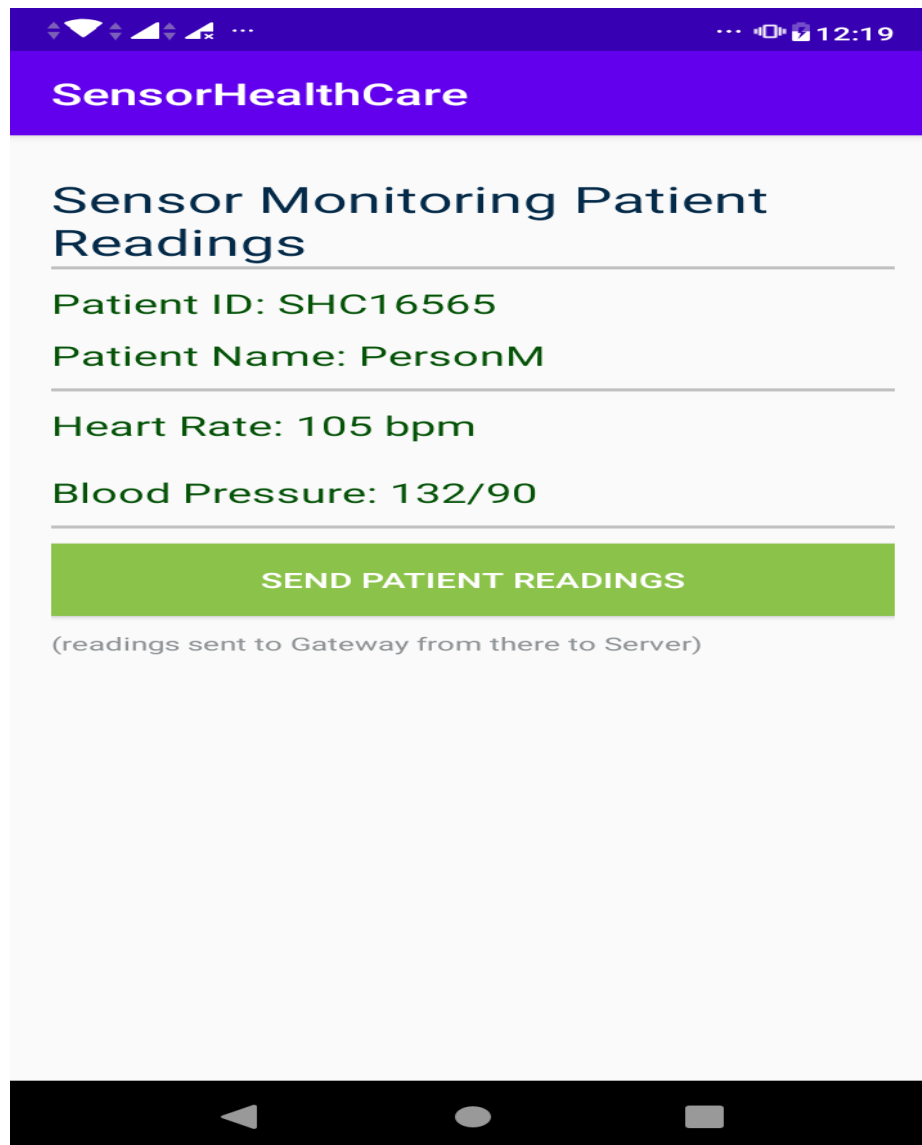 12:19
SensorHealthCare
Sensor Monitoring Patient
Readings
Patient ID: SHC16565
Patient Name: PersonM
Heart Rate: 105 bpm
Blood Pressure: 132/90
SEND PATIENT READINGS
(readings sent to Gateway from there to Server)